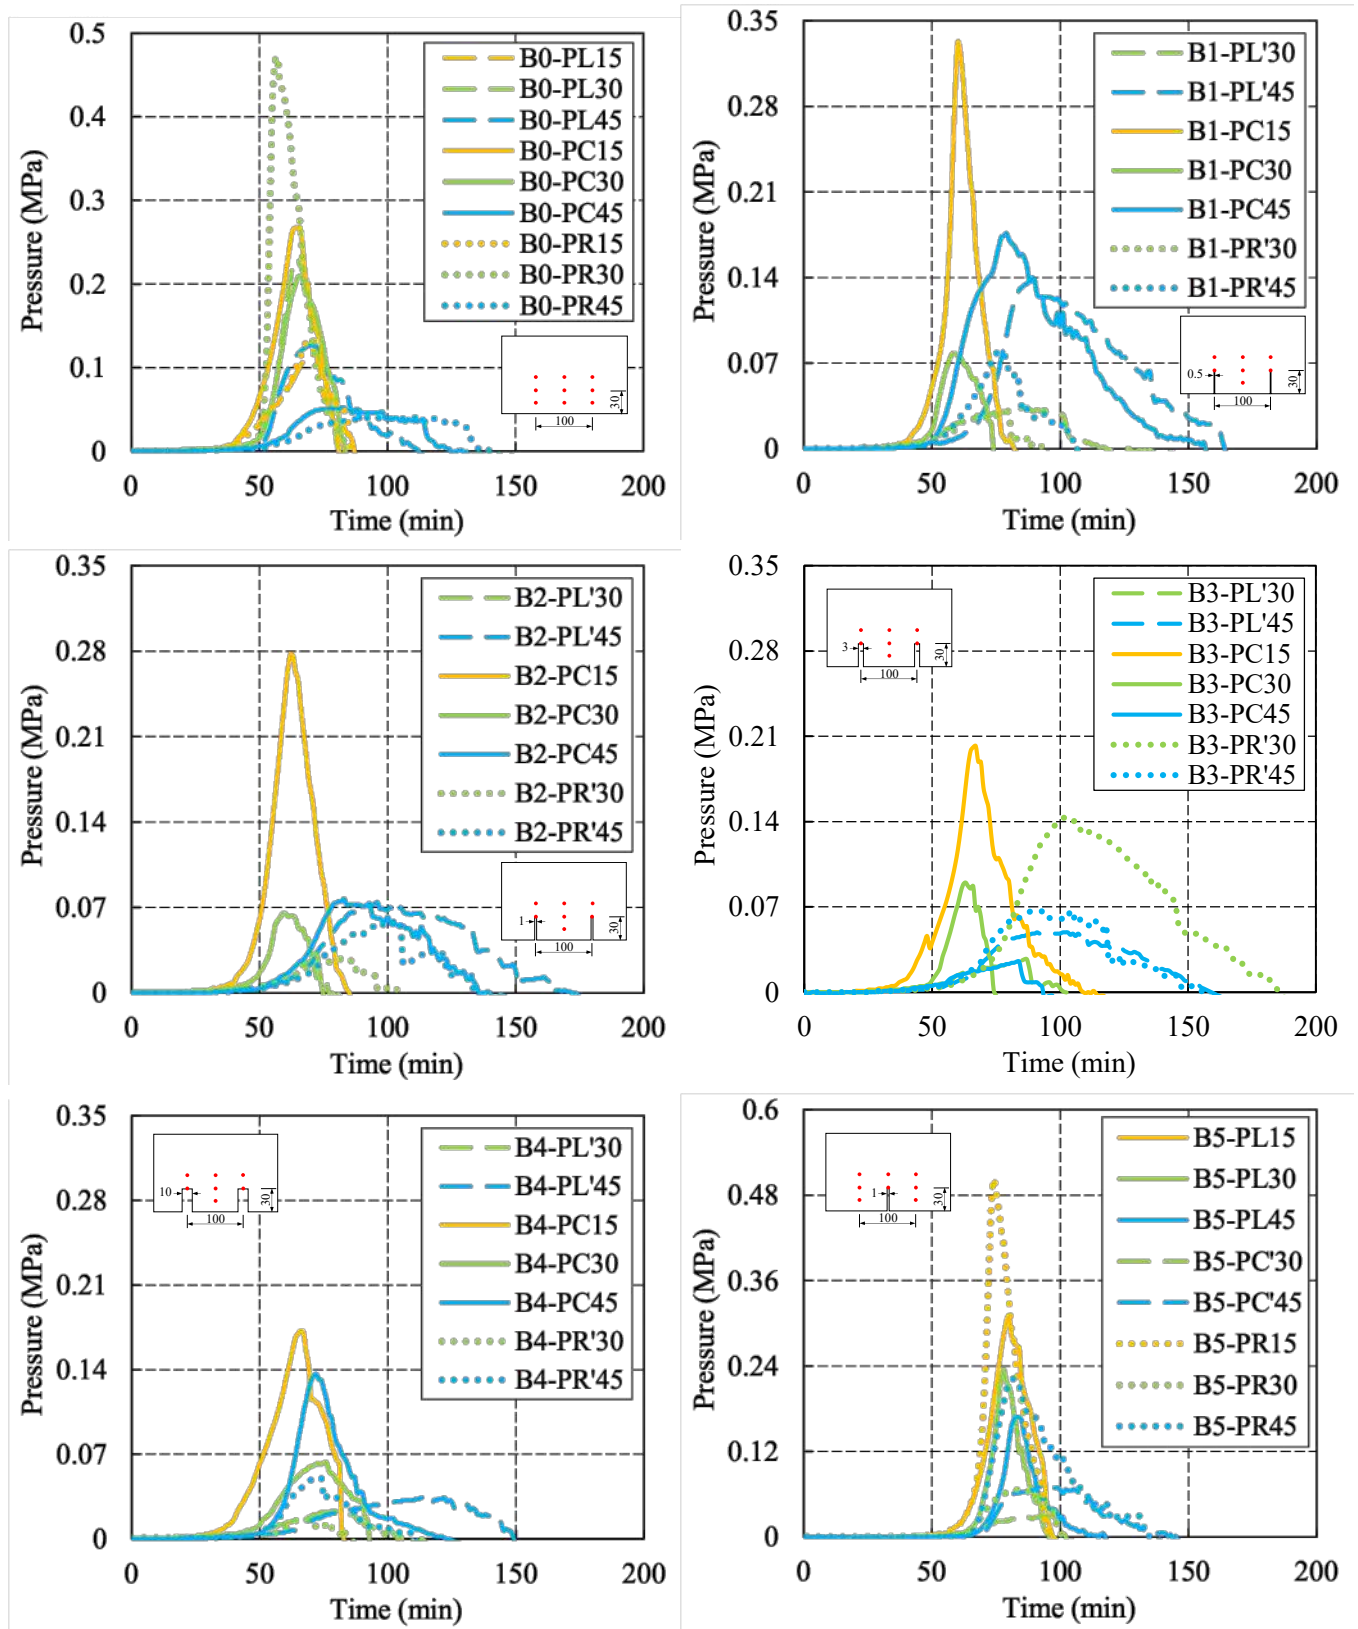 0.5
0.4
0.3
0.2
0.1
0
Pressure (MPa)
B0-PL15
B0-PL30
B0-PL45
B0-PC15
B0-PC30
B0-PC45
B0-PR15
B0-PR30
B0-PR45
30
100
0 50 100 150 200
Time (min)
0.35
0.28
0.21
0.14
0.07
0
Pressure (MPa)
B1-PL'30
B1-PL'45
B1-PC15
B1-PC30
B1-PC45
B1-PR'30
B1-PR'45
0.5
30
100
0 50 100 150 200
Time (min)
0.35
0.28
0.21
0.14
0.07
0
Pressure (MPa)
B2-PL'30
B2-PL'45
B2-PC15
B2-PC30
B2-PC45
B2-PR'30
B2-PR'45
1
30
100
0 50 100 150 200
Time (min)
0.35
0.28
0.21
0.14
0.07
0
Pressure (MPa)
3
30
100
B3-PL'30
B3-PL'45
B3-PC15
B3-PC30
B3-PC45
B3-PR'30
B3-PR'45
0 50 100 150 200
Time (min)
0.35
0.28
0.21
0.14
0.07
0
Pressure (MPa)
10
30
100
B4-PL'30
B4-PL'45
B4-PC15
B4-PC30
B4-PC45
B4-PR'30
B4-PR'45
0 50 100 150 200
Time (min)
0.6
0.48
0.36
0.24
0.12
0
Pressure (MPa)
1
30
100
B5-PL15
B5-PL30
B5-PL45
B5-PC'30
B5-PC'45
B5-PR15
B5-PR30
B5-PR45
0 50 100 150 200
Time (min)